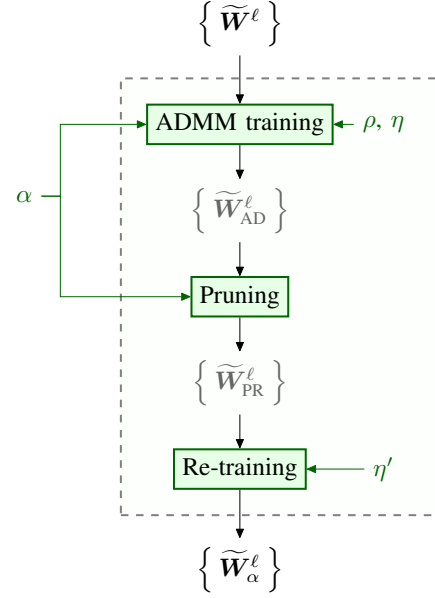 { W̃^ℓ }
ADMM training
ρ, η
α
{ W̃^ℓ_AD }
Pruning
{ W̃^ℓ_PR }
Re-training
η′
{ W̃^ℓ_α }